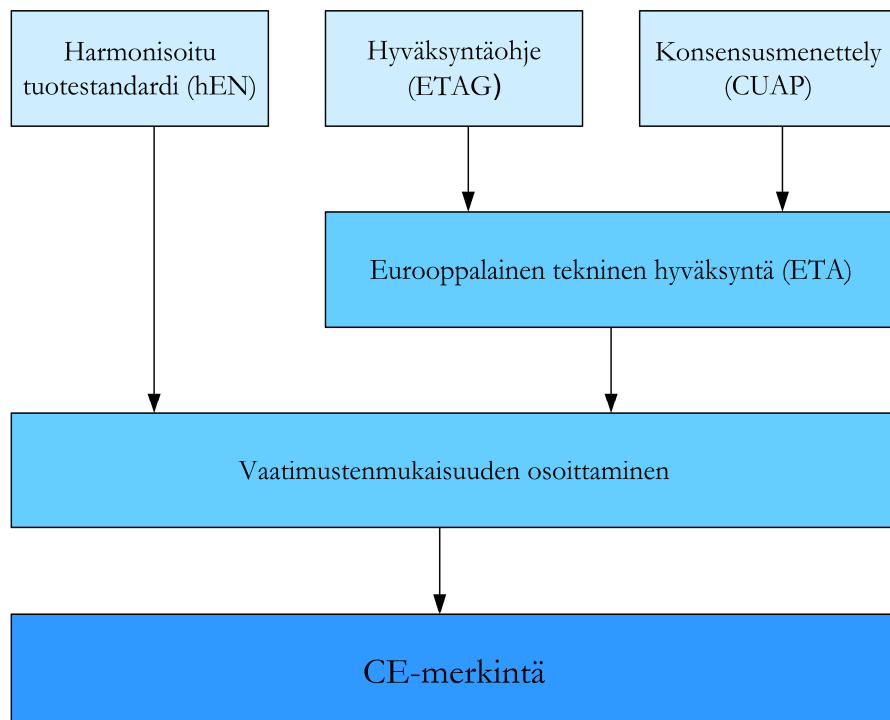 Harmonisoitu
tuotestandardi (hEN)
Hyväksyntäohje
(ETAG)
Konsensusmenettely
(CUAP)
Eurooppalainen tekninen hyväksyntä (ETA)
Vaatimustenmukaisuuden osoittaminen
CE-merkintä